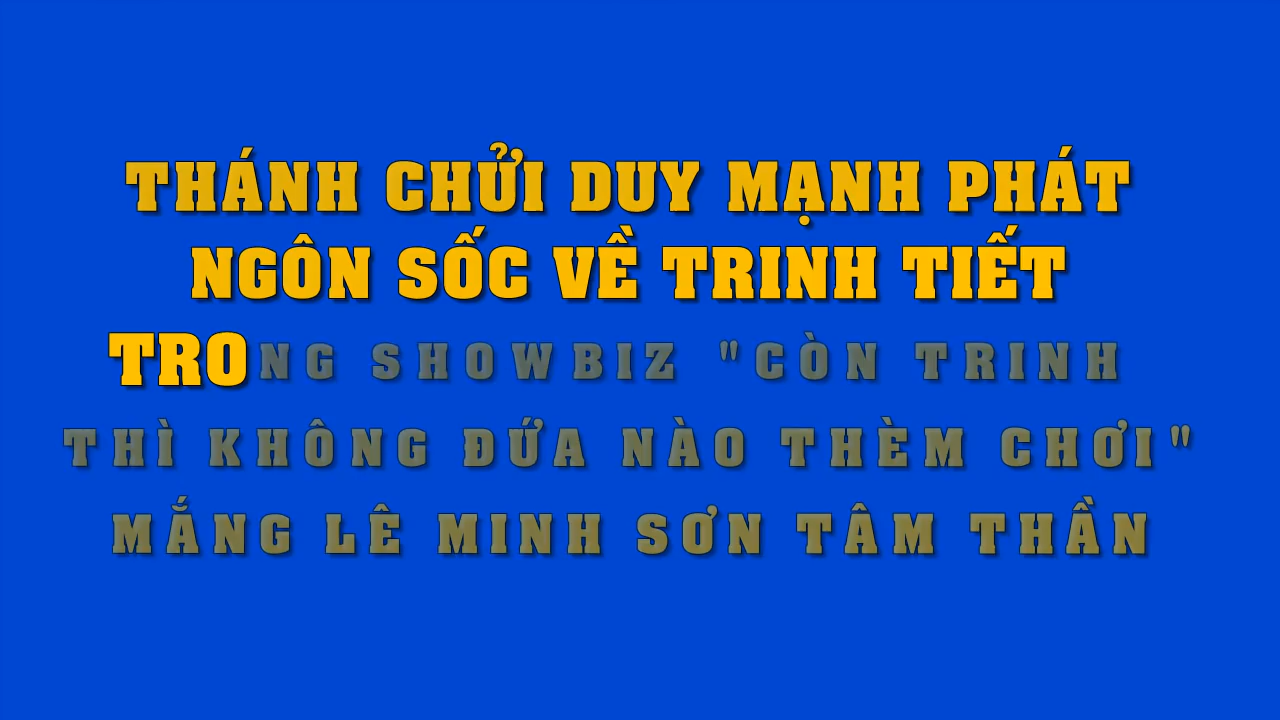 THÁNH CHỬI DUY MẠNH PHÁT
NGÔN SỐC VỀ TRINH TIẾT
TRONG SHOWBIZ "CÒN TRINH
THÌ KHÔNG ĐỨA NÀO THÈM CHƠI"
MẮNG LÊ MINH SƠN TÂM THẦN